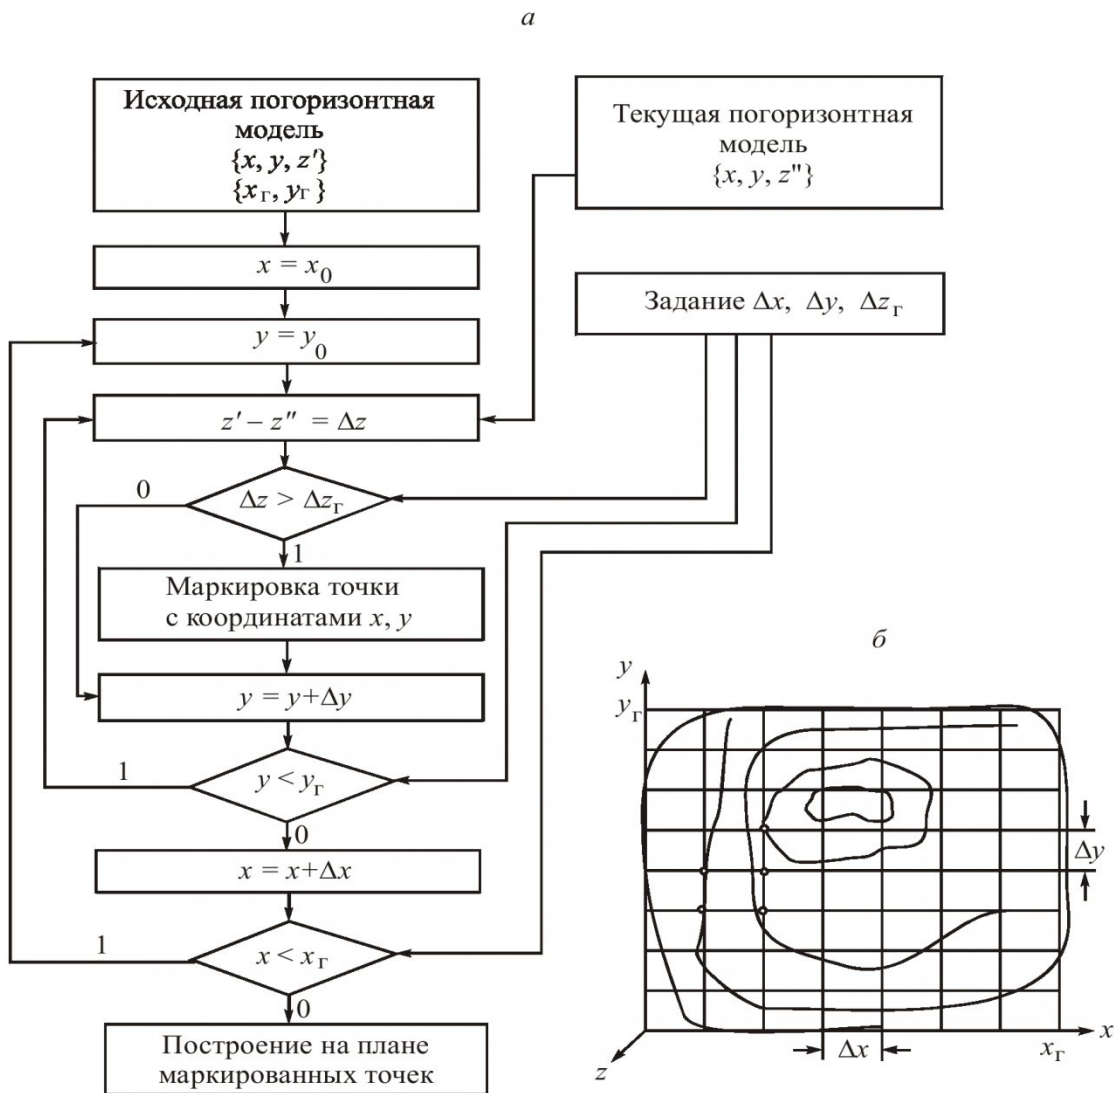 а
Исходная погоризонтная
модель
{x, y, z'}
{xГ, yГ}
Текущая погоризонтная
модель
{x, y, z"}
x = x0
Задание Δx, Δy, ΔzГ
y = y0
z' – z" = Δz
0
Δz > ΔzГ
1
Маркировка точки
с координатами x, y
y = y+Δy
1
y < yГ
0
x = x+Δx
1
x < xГ
0
Построение на плане
маркированных точек
б
y
yГ
Δy
x
xГ
Δx
z